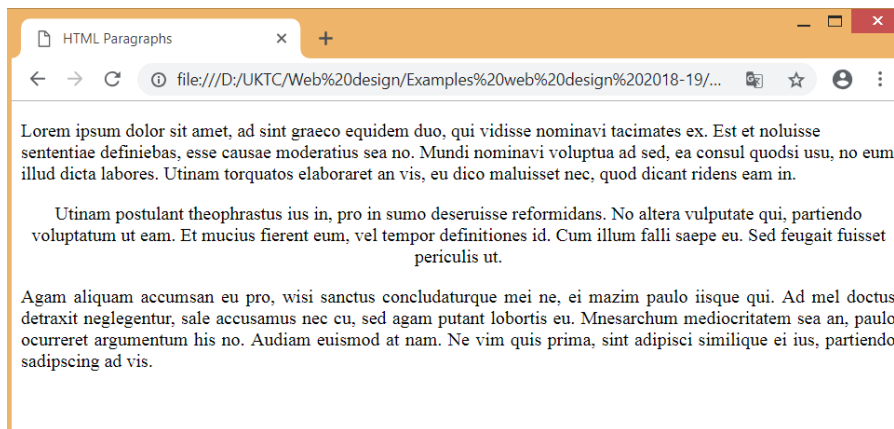 HTML Paragraphs
file:///D:/UKTC/Web%20design/Examples%20web%20design%202018-19/...
Lorem ipsum dolor sit amet, ad sint graeco equidem duo, qui vidisse nominavi tacimates ex. Est et noluisse
sententiae definiebas, esse causae moderatius sea no. Mundi nominavi voluptua ad sed, ea consul quodsi usu, no eum
illud dicta labores. Utinam torquatos elaboraret an vis, eu dico maluisset nec, quod dicant ridens eam in.
Utinam postulant theophrastus ius in, pro in sumo deseruisse reformidans. No altera vulputate qui, partiendo
voluptatum ut eam. Et mucius fierent eum, vel tempor definitiones id. Cum illum falli saepe eu. Sed feugait fuisset
periculis ut.
Agam aliquam accumsan eu pro, wisi sanctus concludaturque mei ne, ei mazim paulo iisque qui. Ad mel doctus
detraxit neglegentur, sale accusamus nec cu, sed agam putant lobortis eu. Mnesarchum mediocritatem sea an, paulo
ocurreret argumentum his no. Audiam euismod at nam. Ne vim quis prima, sint adipisci similique ei ius, partiendo
sadipscing ad vis.